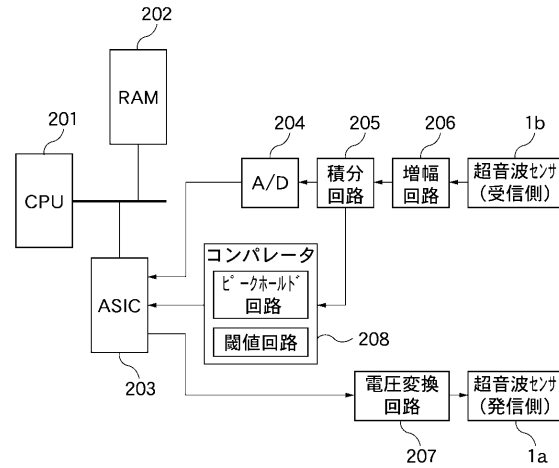 202
RAM
201
CPU
204
A/D
205
積分
回路
206
増幅
回路
1b
超音波センサ
(受信側)
ASIC
203
コンパレータ
ピークホールド
回路
閾値回路
208
電圧変換
回路
207
超音波センサ
(発信側)
1a